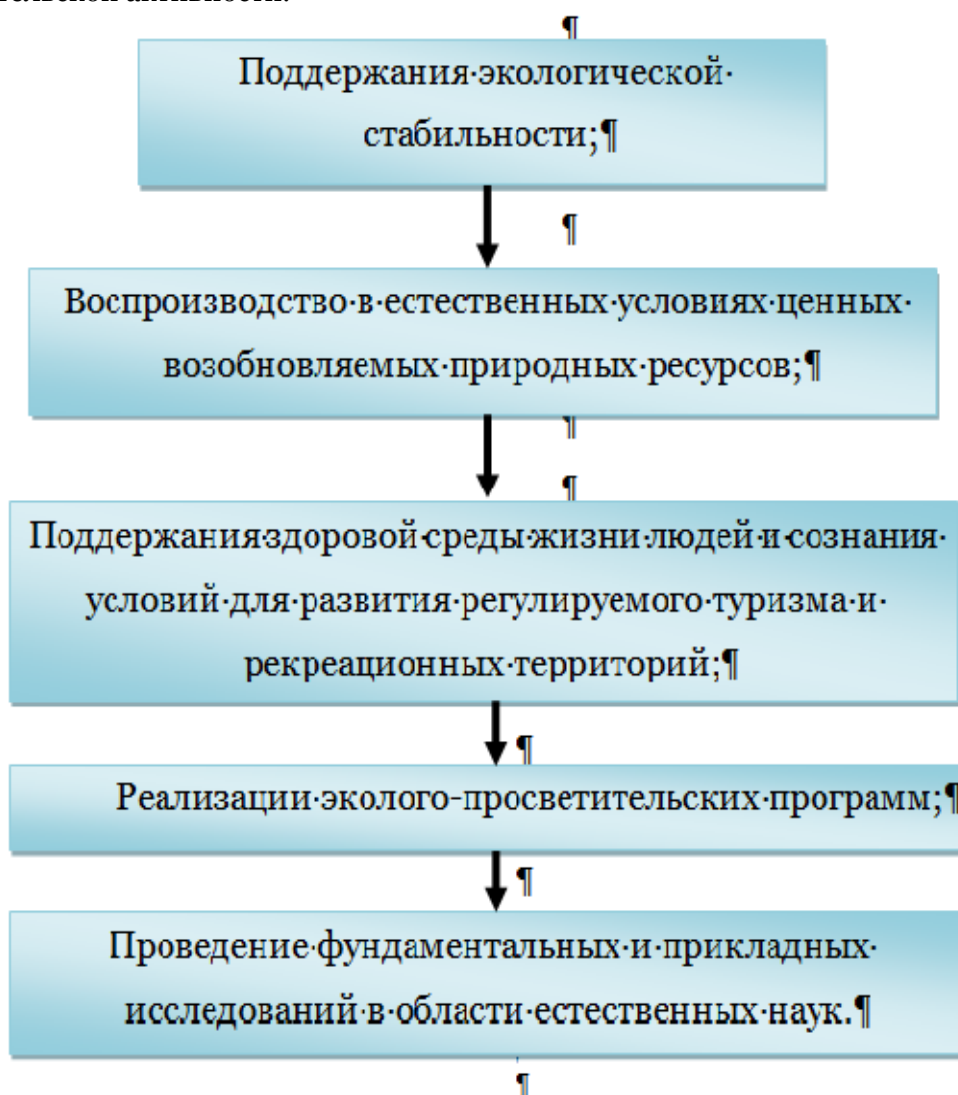 Поддержания экологической
стабильности;
Воспроизводство в естественных условиях ценных
возобновляемых природных ресурсов;
Поддержания здоровой среды жизни людей и сознания
условий для развития регулируемого туризма и
рекреационных территорий;
Реализации эколого-просветительских программ;
Проведение фундаментальных и прикладных
исследований в области естественных наук.